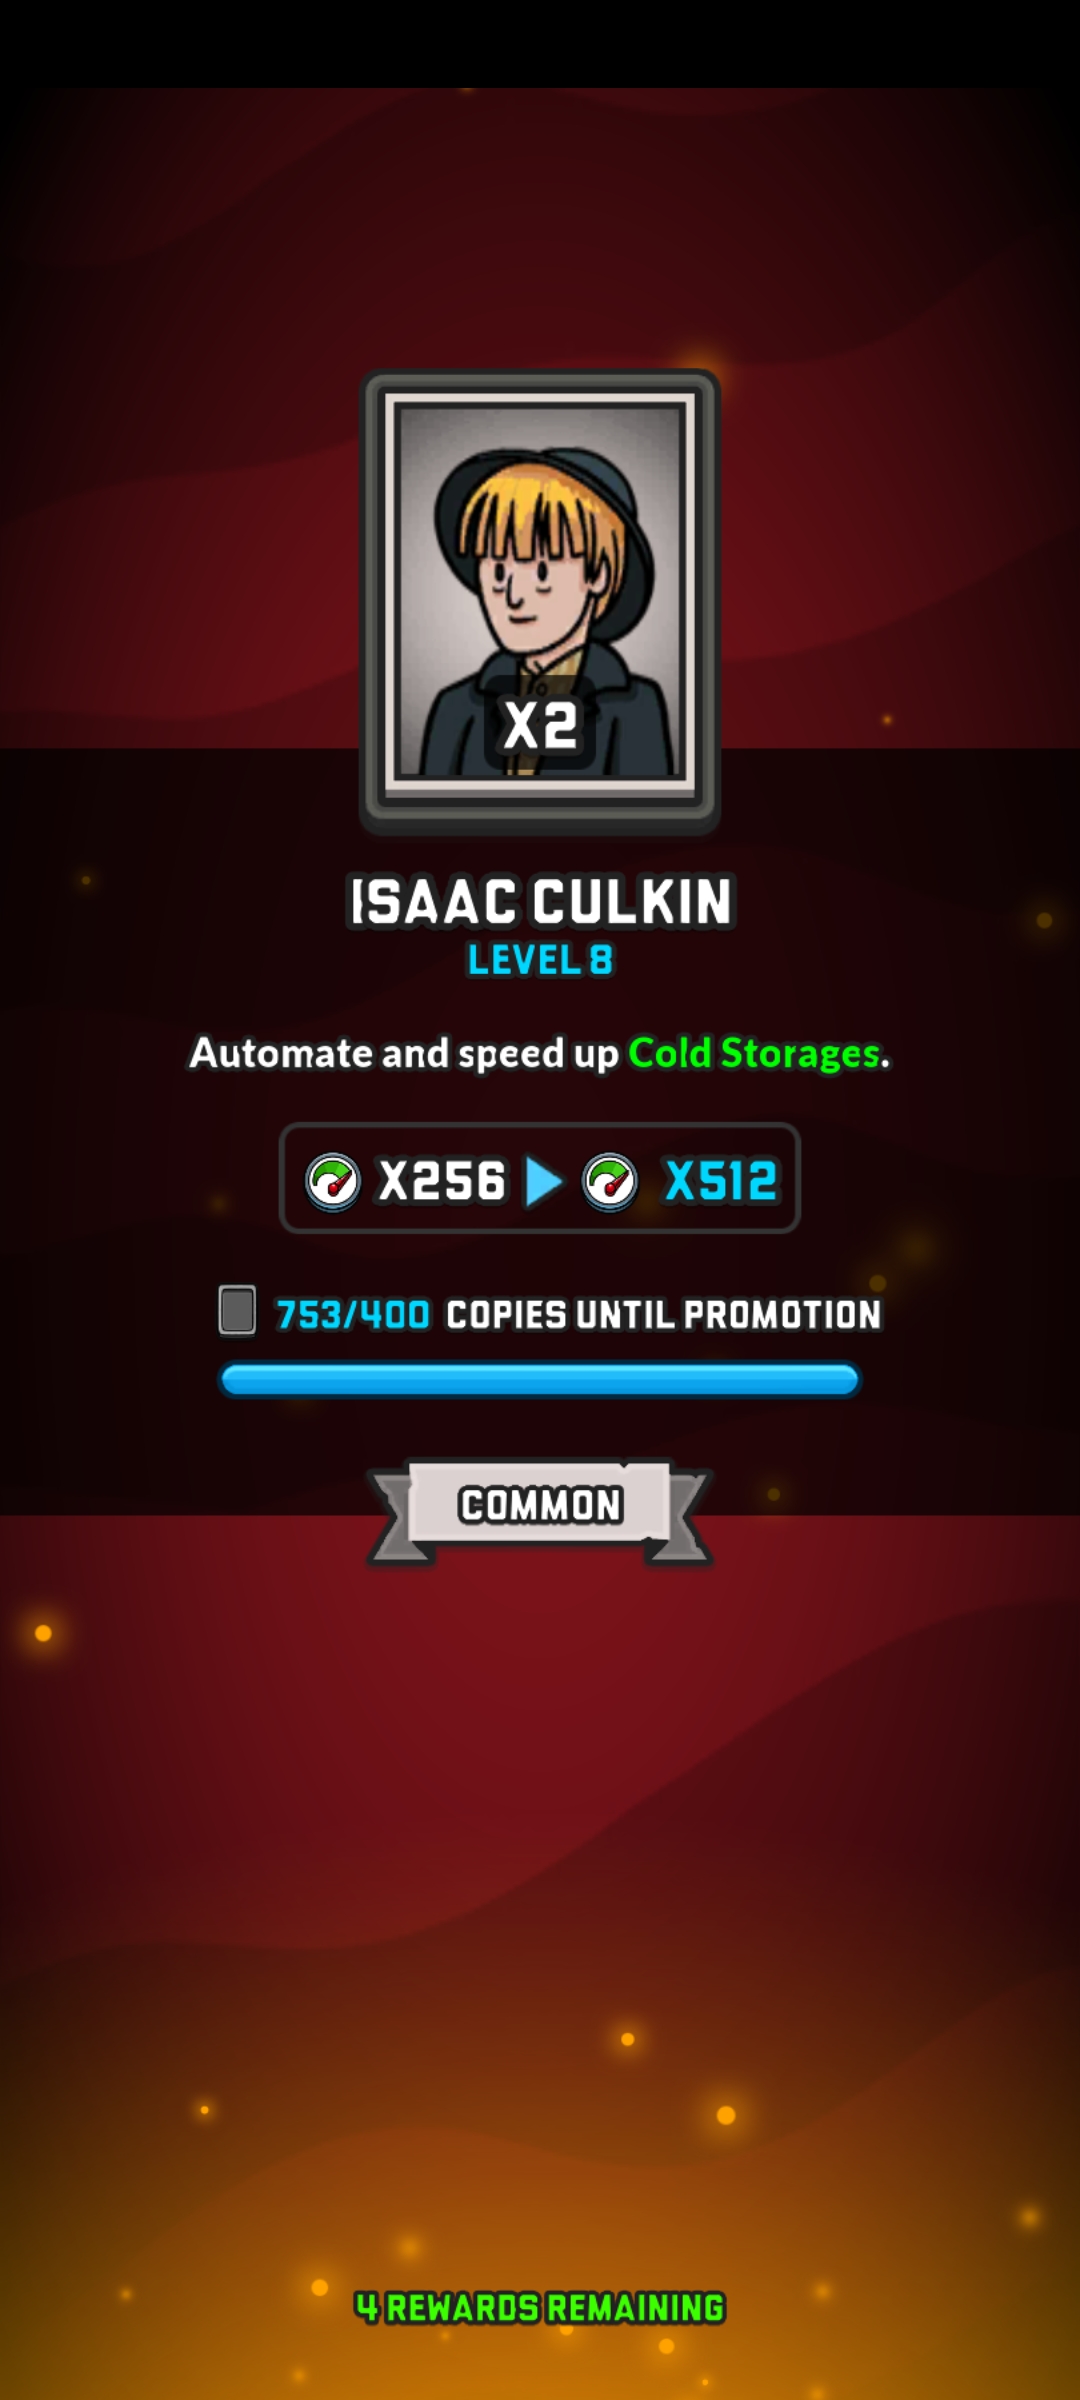 X2
ISAAC CULKIN
LEVEL 8
Automate and speed up Cold Storages.
X256 X512
753/400 COPIES UNTIL PROMOTION
COMMON
4 REWARDS REMAINING